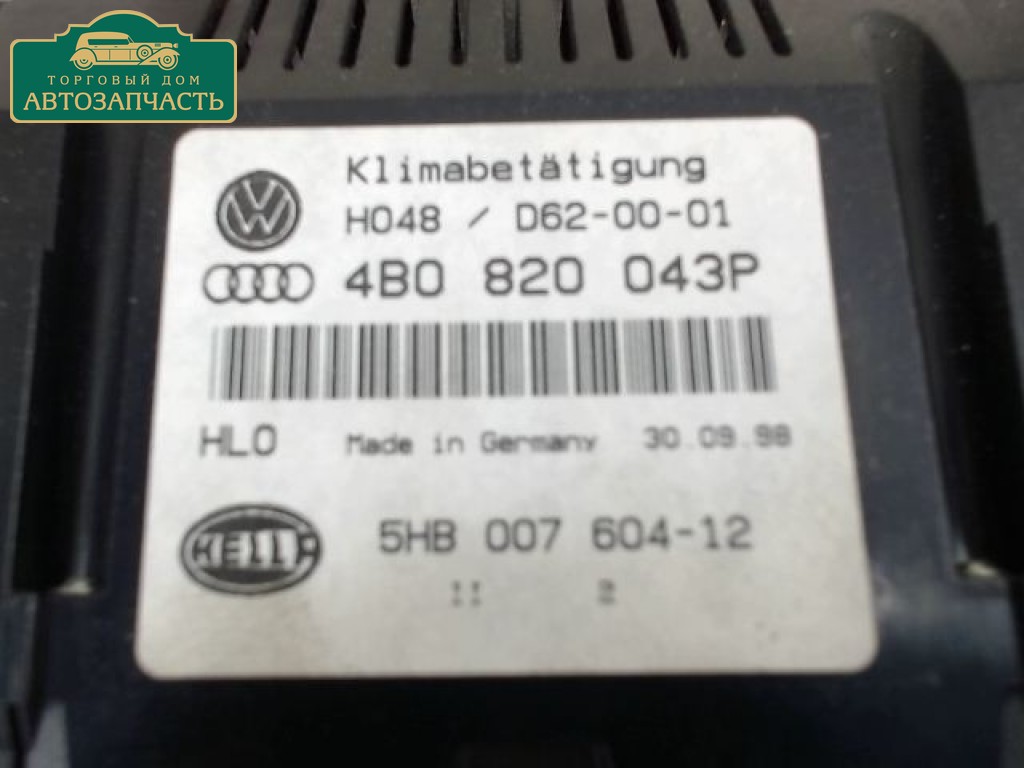 ТОРГОВЫЙ ДОМ
АВТОЗАПЧАСТЬ
Klimabetätigung
H048 / D62-00-01
4B0 820 043P
HLO Made in Germany 30.09.98
HELLA 5HB 007 604-12
11 2